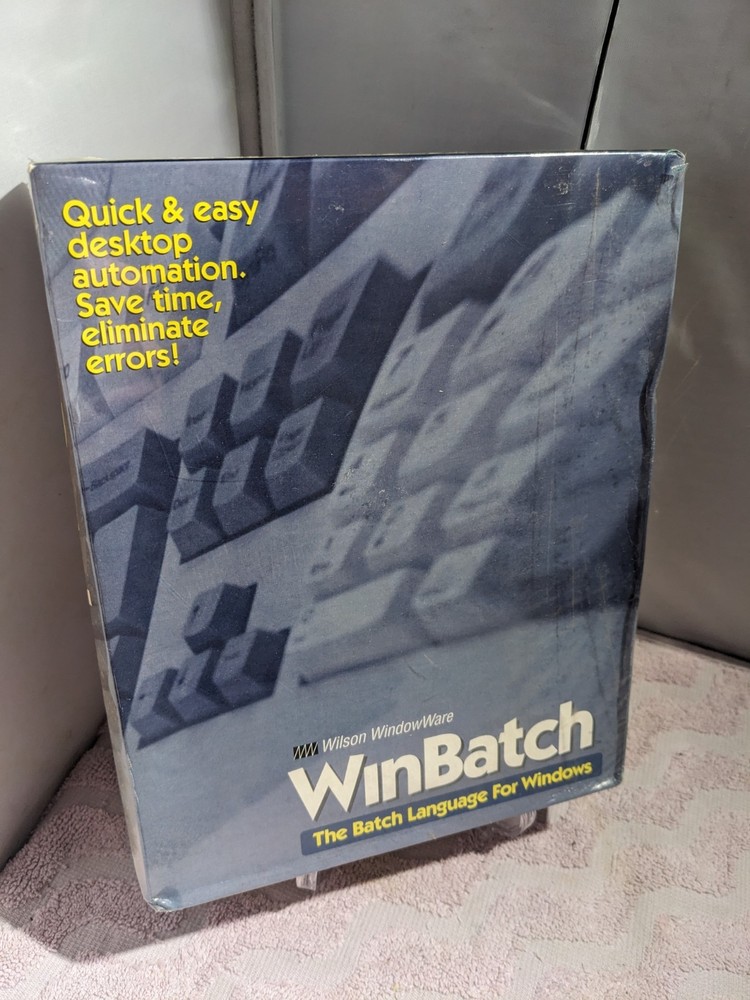 Quick & easy
desktop
automation.
Save time,
eliminate
errors!
Wilson WindowWare
WinBatch
The Batch Language For Windows